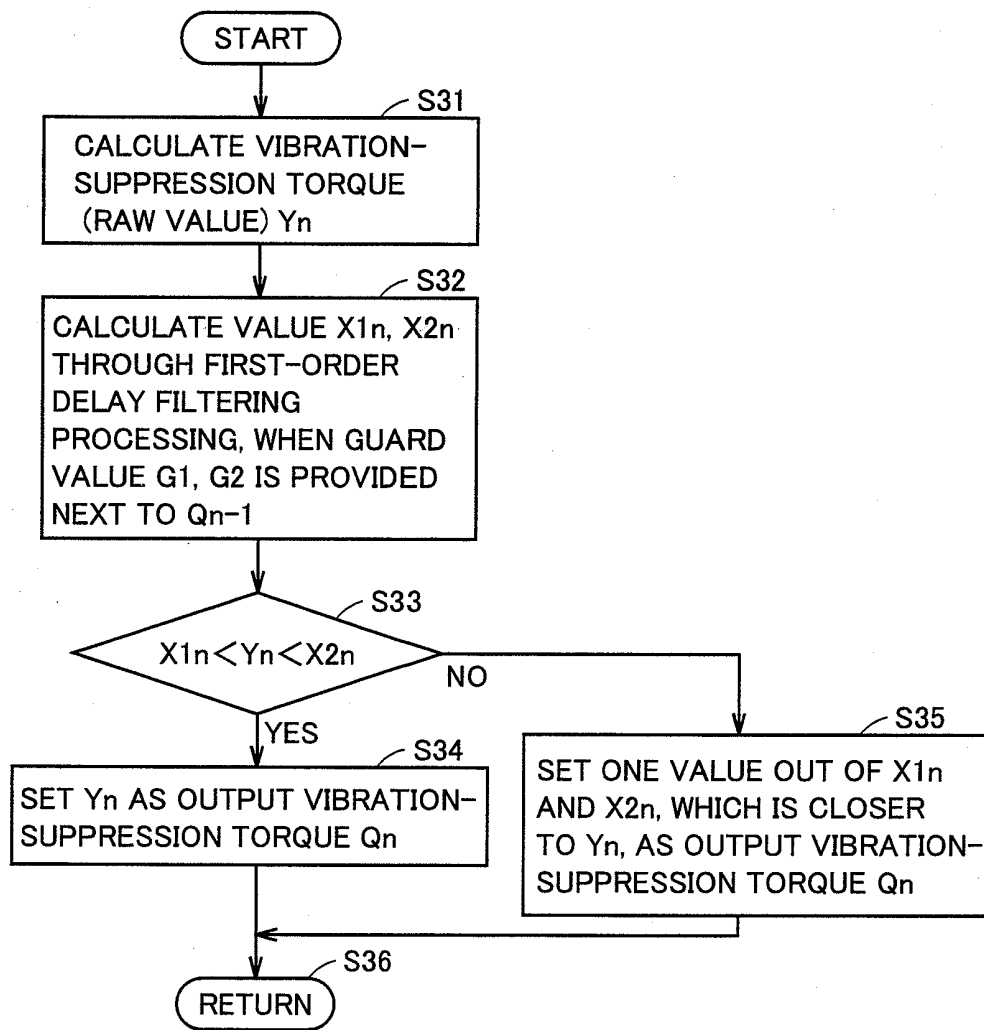 START
S31
CALCULATE VIBRATION-
SUPPRESSION TORQUE
(RAW VALUE) Yn
S32
CALCULATE VALUE X1n, X2n
THROUGH FIRST-ORDER
DELAY FILTERING
PROCESSING, WHEN GUARD
VALUE G1, G2 IS PROVIDED
NEXT TO Qn-1
S33
X1n<Yn<X2n
NO
YES
S34
SET Yn AS OUTPUT VIBRATION-
SUPPRESSION TORQUE Qn
S35
SET ONE VALUE OUT OF X1n
AND X2n, WHICH IS CLOSER
TO Yn, AS OUTPUT VIBRATION-
SUPPRESSION TORQUE Qn
S36
RETURN